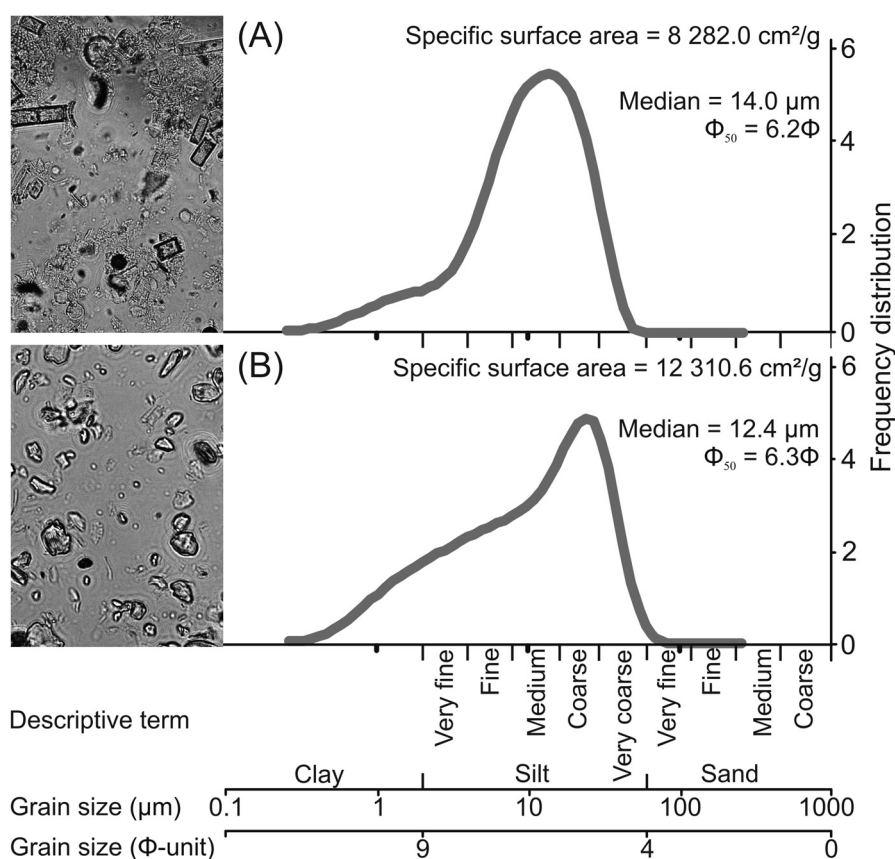 (A)
Specific surface area = 8 282.0 cm²/g
Median = 14.0 μm
Φ₅₀ = 6.2Φ
6
4
2
0
Frequency distribution
(B)
Specific surface area = 12 310.6 cm²/g
Median = 12.4 μm
Φ₅₀ = 6.3Φ
6
4
2
0
Descriptive term
Very fine
Fine
Medium
Coarse
Very coarse
Very fine
Fine
Medium
Coarse
Clay Silt Sand
Grain size (μm) 0.1 1 10 100 1000
Grain size (Φ-unit) 9 4 0